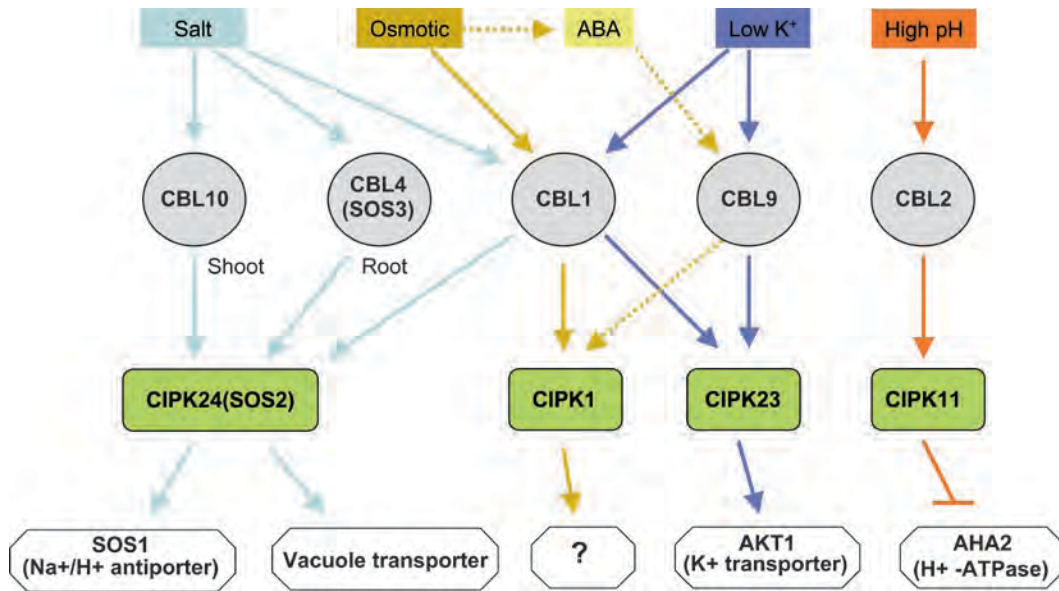 Salt
Osmotic
ABA
Low K⁺
High pH
CBL10
CBL4
(SOS3)
CBL1
CBL9
CBL2
Shoot
Root
CIPK24(SOS2)
CIPK1
CIPK23
CIPK11
SOS1
(Na+/H+ antiporter)
Vacuole transporter
?
AKT1
(K+ transporter)
AHA2
(H+ -ATPase)